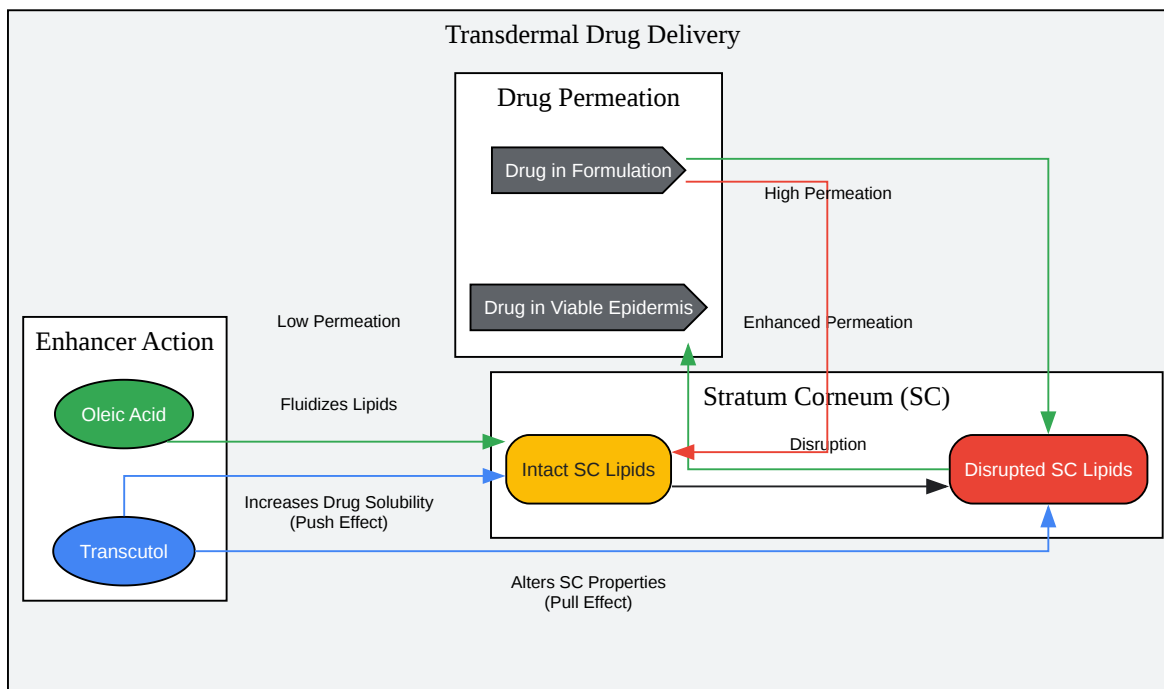 Transdermal Drug Delivery
Drug Permeation
Drug in Formulation
High Permeation
Drug in Viable Epidermis
Low Permeation
Enhanced Permeation
Enhancer Action
Oleic Acid
Fluidizes Lipids
Stratum Corneum (SC)
Disruption
Intact SC Lipids
Disrupted SC Lipids
Increases Drug Solubility
(Push Effect)
Transcutol
Alters SC Properties
(Pull Effect)